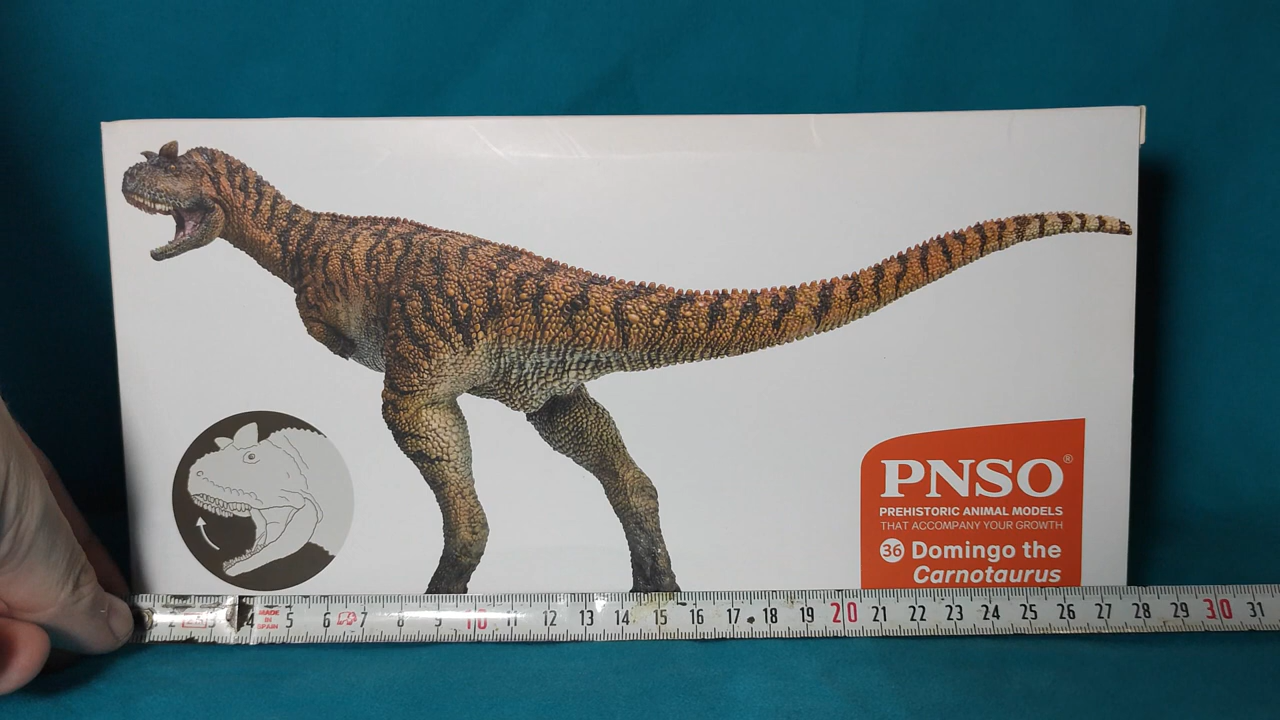 PNSO®
PREHISTORIC ANIMAL MODELS
THAT ACCOMPANY YOUR GROWTH
36 Domingo the
Carnotaurus
2 3 4 MADE IN SPAIN 5 6 7 8 9 10 11 12 13 14 15 16 17 18 19 20 21 22 23 24 25 26 27 28 29 30 31